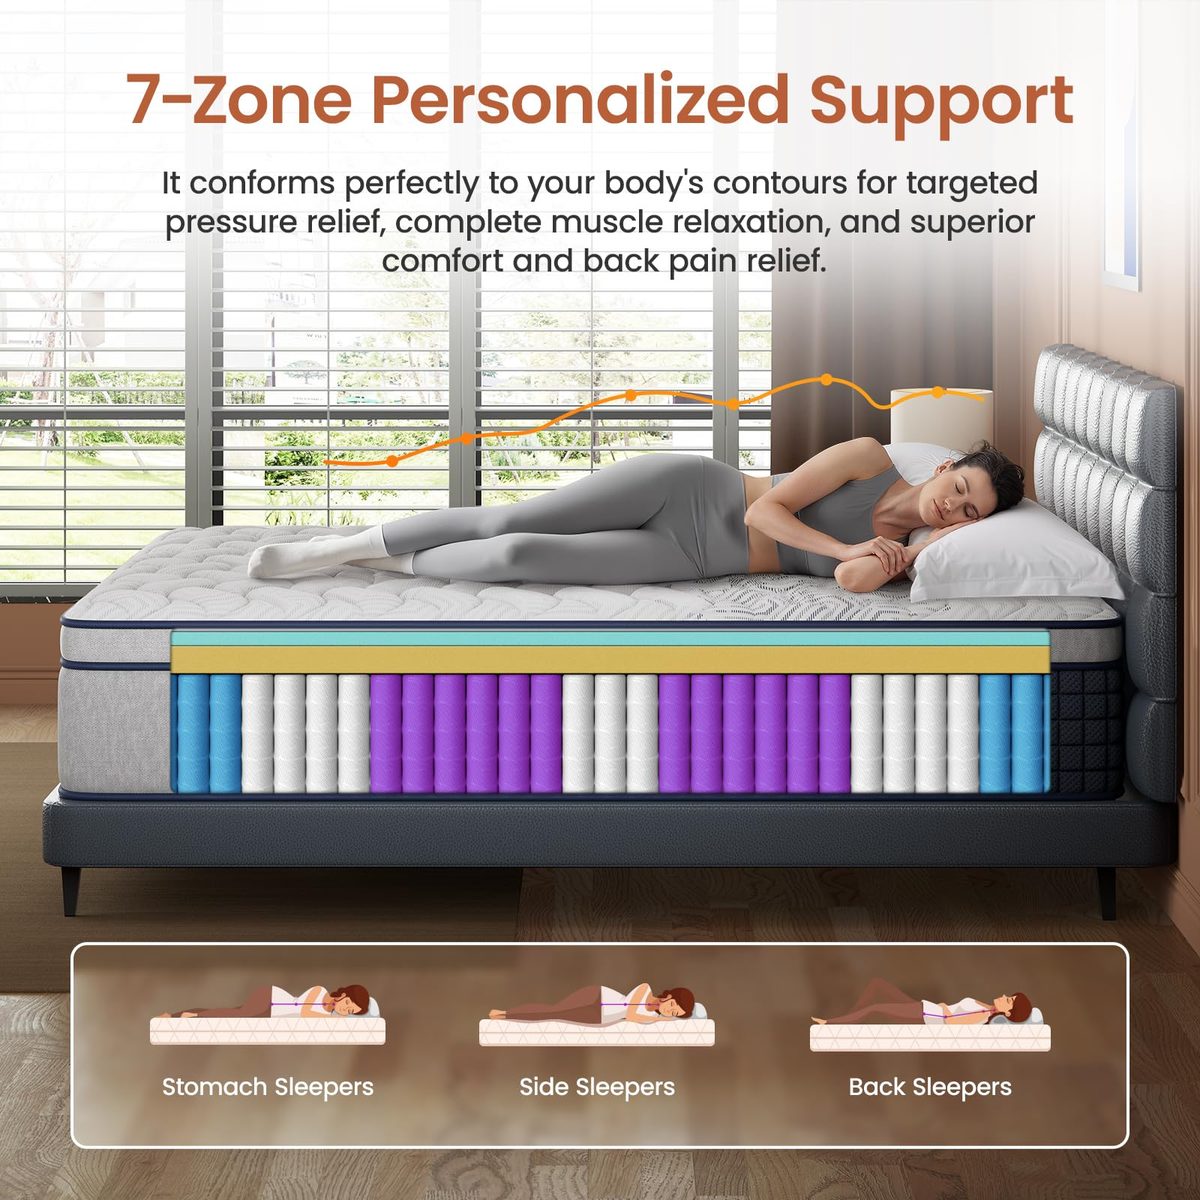 7-Zone Personalized Support
It conforms perfectly to your body's contours for targeted
pressure relief, complete muscle relaxation, and superior
comfort and back pain relief.
Stomach Sleepers
Side Sleepers
Back Sleepers